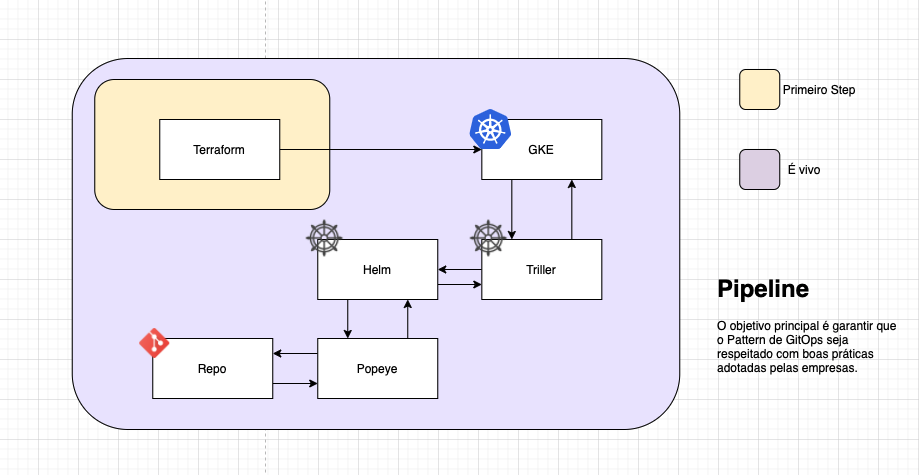 Primeiro Step
Terraform
GKE
É vivo
Helm
Triller
Pipeline
O objetivo principal é garantir que
o Pattern de GitOps seja
respeitado com boas práticas
adotadas pelas empresas.
Repo
Popeye